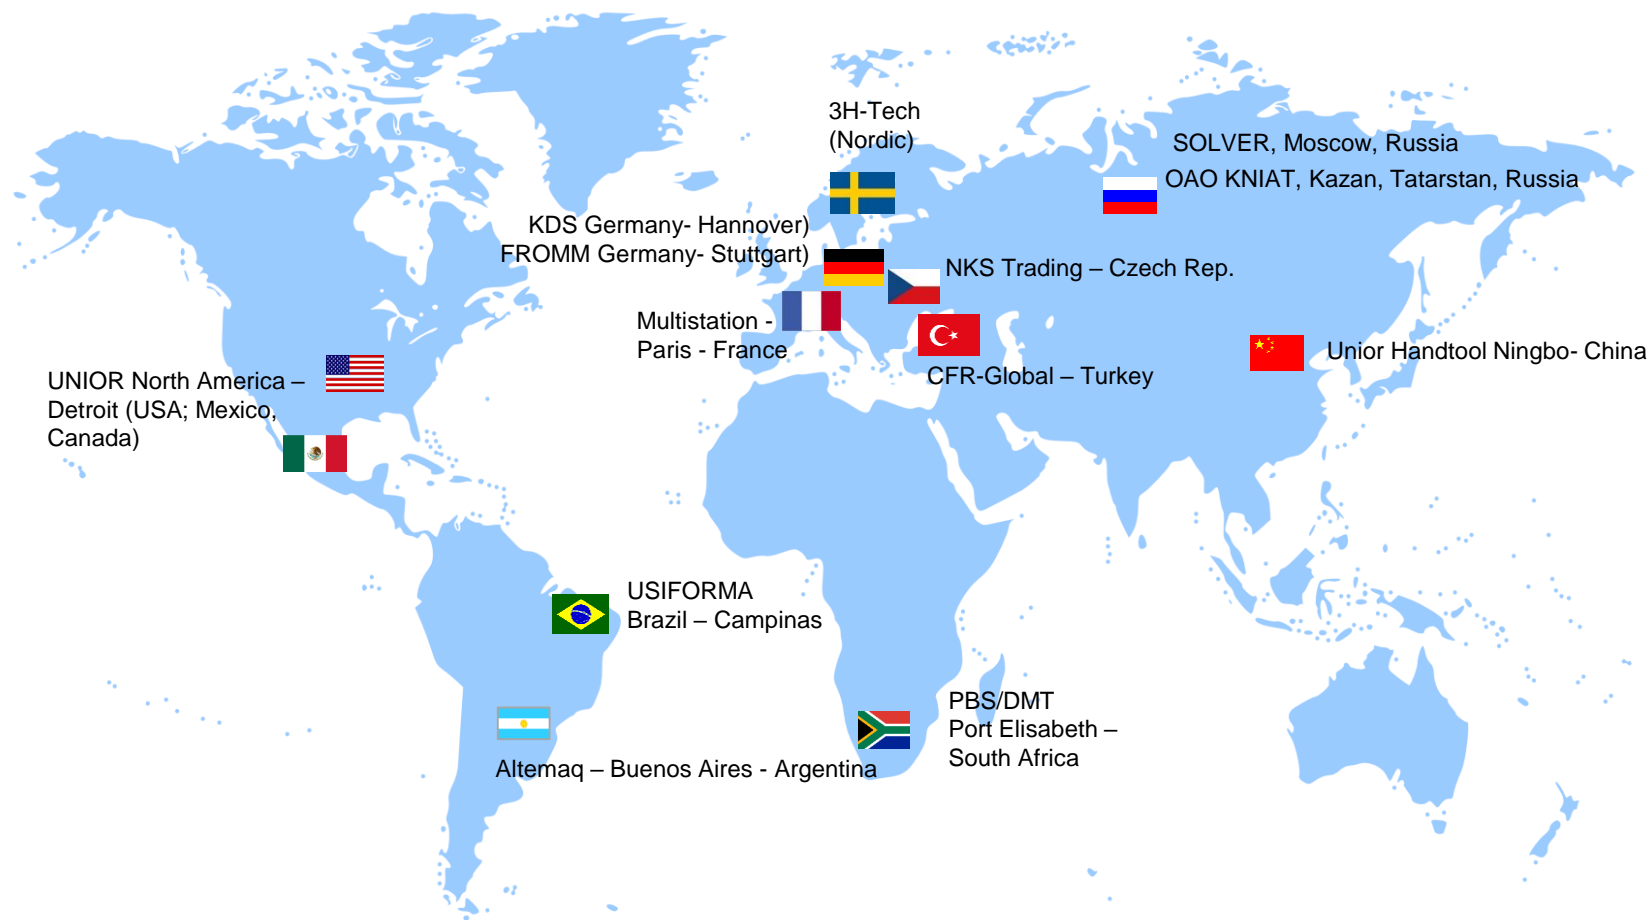 3H-Tech
(Nordic)
SOLVER, Moscow, Russia
OAO KNIAT, Kazan, Tatarstan, Russia
KDS Germany- Hannover)
FROMM Germany- Stuttgart)
NKS Trading – Czech Rep.
Multistation -
Paris - France
CFR-Global – Turkey
Unior Handtool Ningbo- China
UNIOR North America –
Detroit (USA; Mexico,
Canada)
USIFORMA
Brazil – Campinas
PBS/DMT
Port Elisabeth –
South Africa
Altemaq – Buenos Aires - Argentina